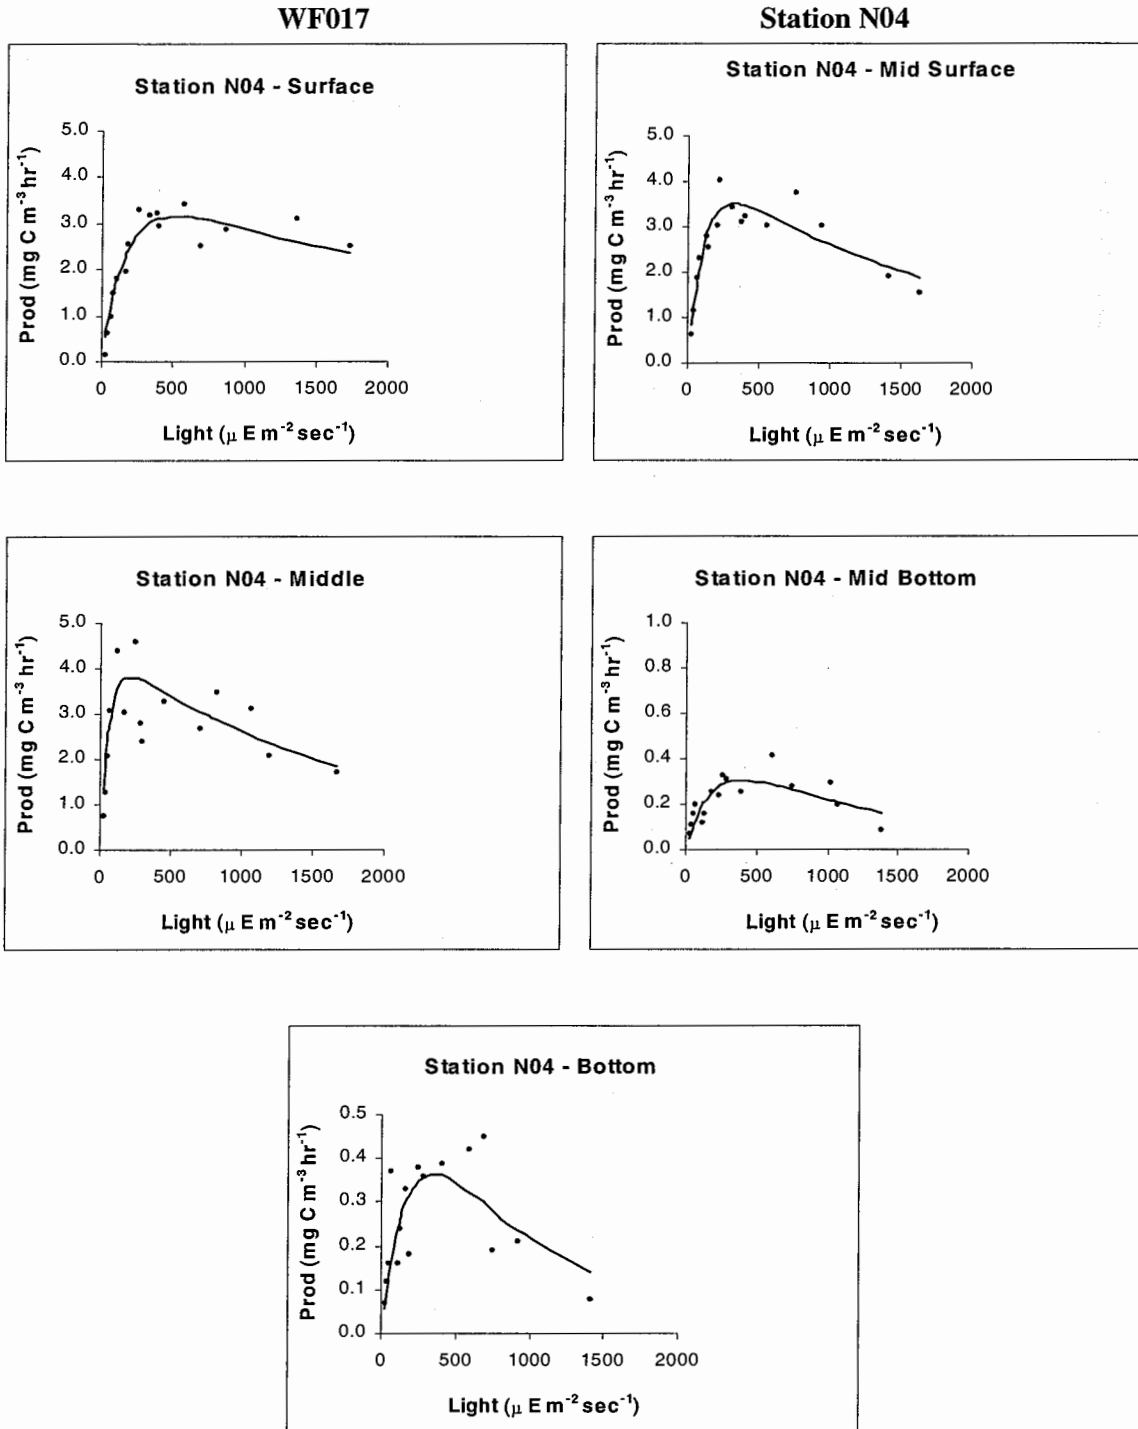 WF017 Station N04
Station N04 - Surface
5.0
4.0
3.0
2.0
1.0
0.0
Prod (mg C m⁻³ hr⁻¹)
0 500 1000 1500 2000
Light (μ E m⁻² sec⁻¹)
Station N04 - Mid Surface
5.0
4.0
3.0
2.0
1.0
0.0
Prod (mg C m⁻³ hr⁻¹)
0 500 1000 1500 2000
Light (μ E m⁻² sec⁻¹)
Station N04 - Middle
5.0
4.0
3.0
2.0
1.0
0.0
Prod (mg C m⁻³ hr⁻¹)
0 500 1000 1500 2000
Light (μ E m⁻² sec⁻¹)
Station N04 - Mid Bottom
1.0
0.8
0.6
0.4
0.2
0.0
Prod (mg C m⁻³ hr⁻¹)
0 500 1000 1500 2000
Light (μ E m⁻² sec⁻¹)
Station N04 - Bottom
0.5
0.4
0.3
0.2
0.1
0.0
Prod (mg C m⁻³ hr⁻¹)
0 500 1000 1500 2000
Light (μ E m⁻² sec⁻¹)